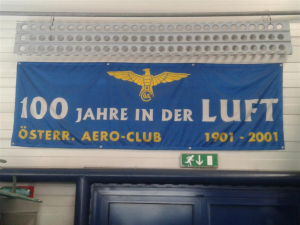 100 JAHRE IN DER LUFT
ÖSTERR. AERO-CLUB 1901 - 2001